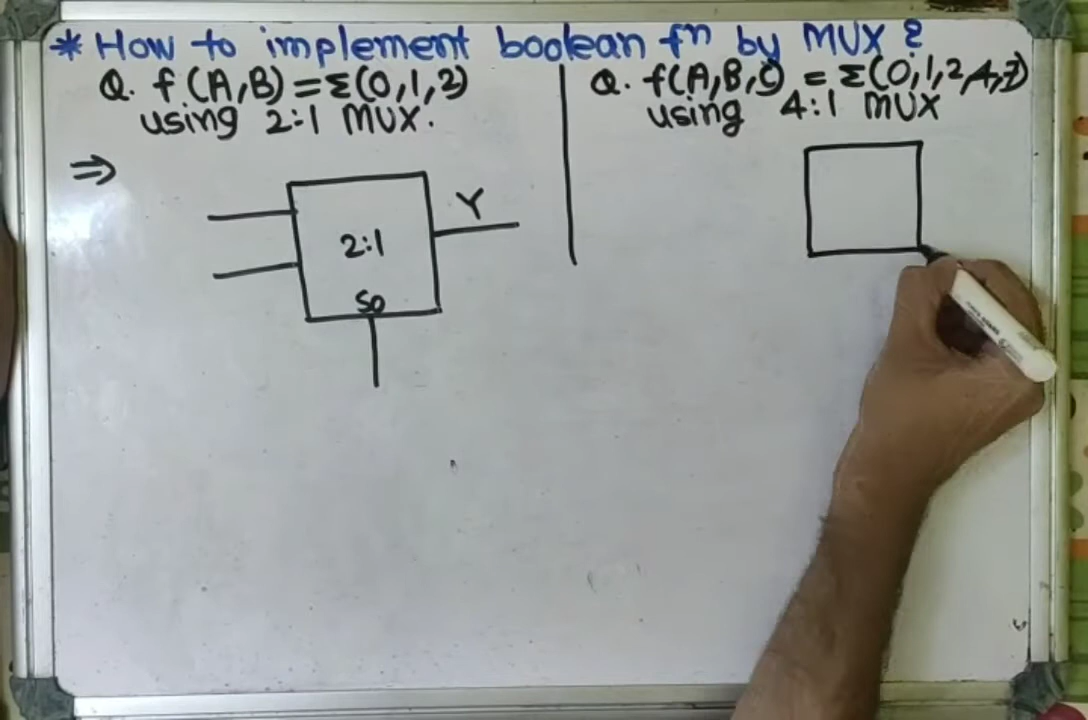 * How to implement boolean fⁿ by MUX ?
Q. f (A,B) = Σ(0,1,2)
using 2:1 MUX.
Q. f(A,B,C) = Σ(0,1,2,4,7)
using 4:1 MUX
⇒
Y
2:1
S0